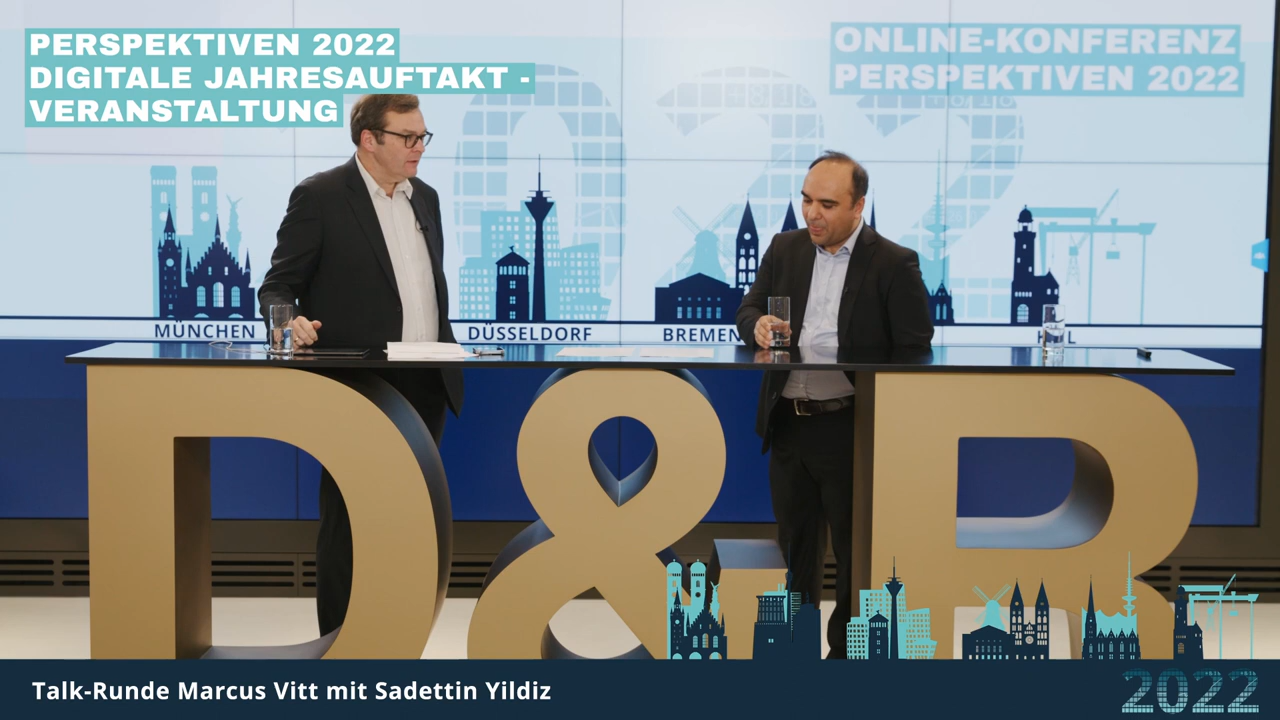 PERSPEKTIVEN 2022
DIGITALE JAHRESAUFTAKT -
VERANSTALTUNG
ONLINE-KONFERENZ
PERSPEKTIVEN 2022
2022
MÜNCHEN
DÜSSELDORF
BREMEN
D&R
Talk-Runde Marcus Vitt mit Sadettin Yildiz
2022